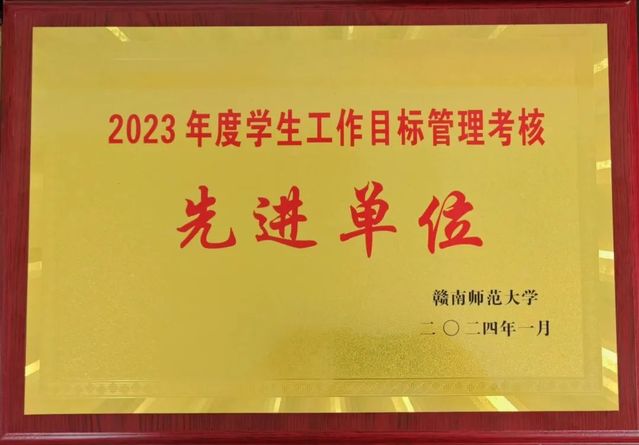 2023年度学生工作目标管理考核
先进单位
赣南师范大学
二〇二四年一月